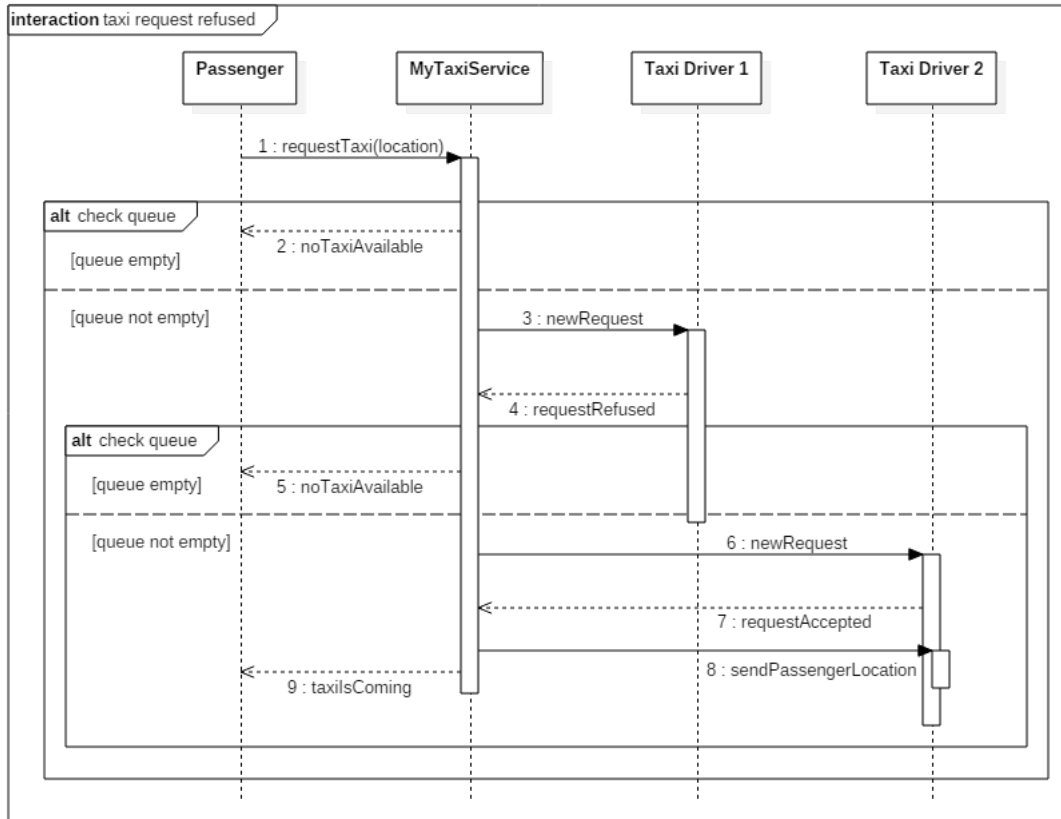 interaction taxi request refused
Passenger
MyTaxiService
Taxi Driver 1
Taxi Driver 2
1 : requestTaxi(location)
alt check queue
2 : noTaxiAvailable
[queue empty]
[queue not empty]
3 : newRequest
4 : requestRefused
alt check queue
5 : noTaxiAvailable
[queue empty]
[queue not empty]
6 : newRequest
7 : requestAccepted
8 : sendPassengerLocation
9 : taxiIsComing